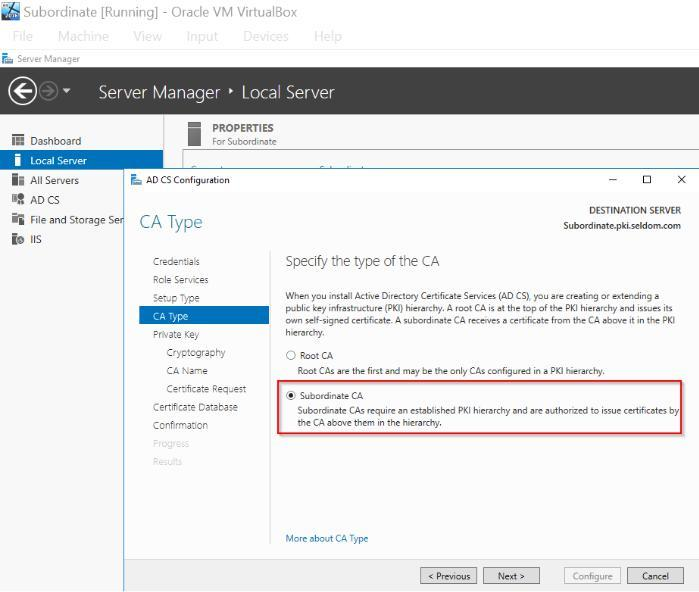 Subordinate [Running] - Oracle VM VirtualBox
File Machine View Input Devices Help
Server Manager
Server Manager ‣ Local Server
Dashboard
Local Server
All Servers
AD CS
File and Storage Ser
IIS
PROPERTIES
For Subordinate
AD CS Configuration
CA Type
DESTINATION SERVER
Subordinate.pki.seldom.com
Credentials
Role Services
Setup Type
CA Type
Private Key
Cryptography
CA Name
Certificate Request
Certificate Database
Confirmation
Progress
Results
Specify the type of the CA
When you install Active Directory Certificate Services (AD CS), you are creating or extending a
public key infrastructure (PKI) hierarchy. A root CA is at the top of the PKI hierarchy and issues its
own self-signed certificate. A subordinate CA receives a certificate from the CA above it in the PKI
hierarchy.
Root CA
Root CAs are the first and may be the only CAs configured in a PKI hierarchy.
Subordinate CA
Subordinate CAs require an established PKI hierarchy and are authorized to issue certificates by
the CA above them in the hierarchy.
More about CA Type
< Previous
Next >
Configure
Cancel